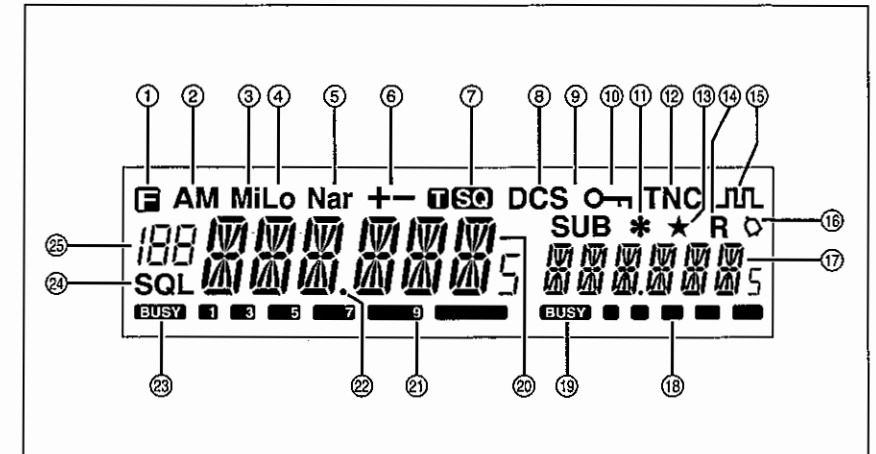 ① ② ③ ④ ⑤ ⑥ ⑦ ⑧ ⑨ ⑩ ⑪ ⑫ ⑬ ⑭ ⑮
F AM MiLo Nar +− T SQ DCS TNC
SUB * ★ R ⑯
㉕ 188 5 5 ⑰
㉔ SQL .
BUSY 1 3 5 7 9 BUSY
㉓ ㉒ ㉑ ⑳ ⑲ ⑱